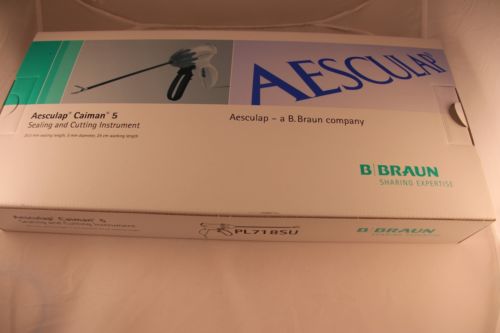 AESCULAP®
Aesculap® Caiman® 5
Sealing and Cutting Instrument
Aesculap – a B.Braun company
B|BRAUN
SHARING EXPERTISE
Aesculap® Caiman® 5
Sealing and Cutting Instrument
PL718SU
B|BRAUN